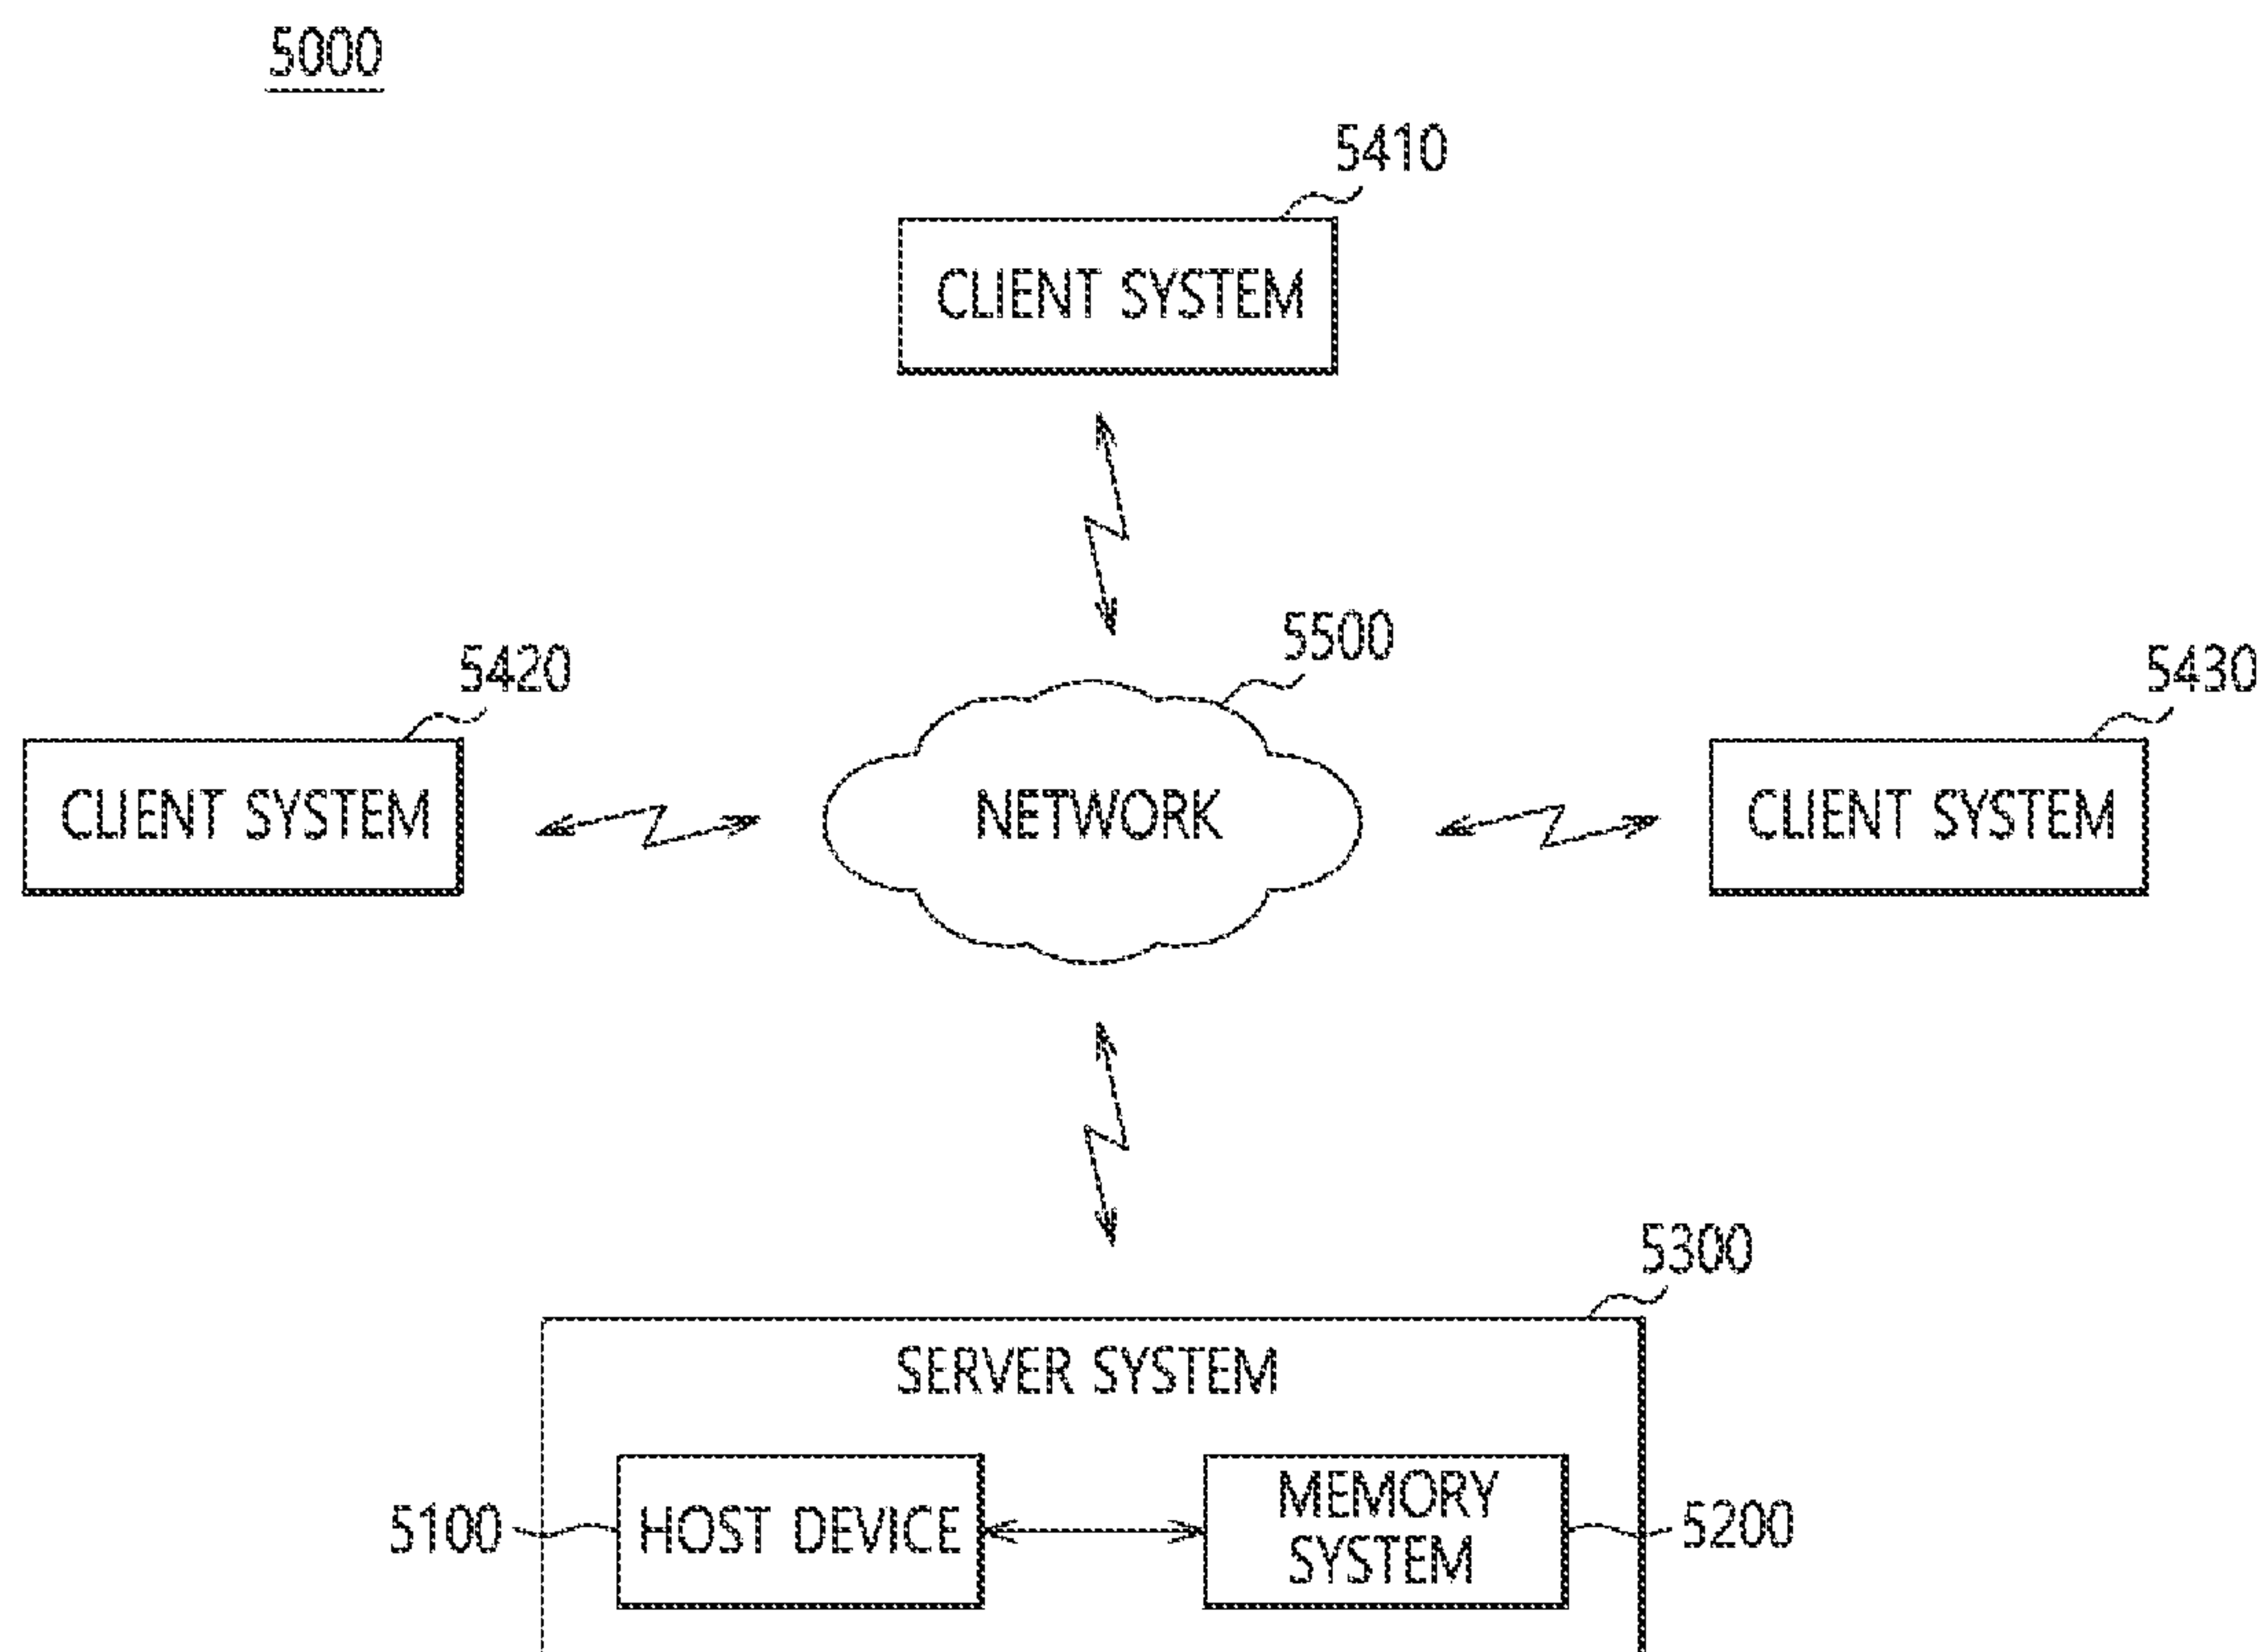 5000
5410
CLIENT SYSTEM
5500
5420
5430
CLIENT SYSTEM
NETWORK
CLIENT SYSTEM
5300
SERVER SYSTEM
5100
HOST DEVICE
MEMORY
SYSTEM
5200